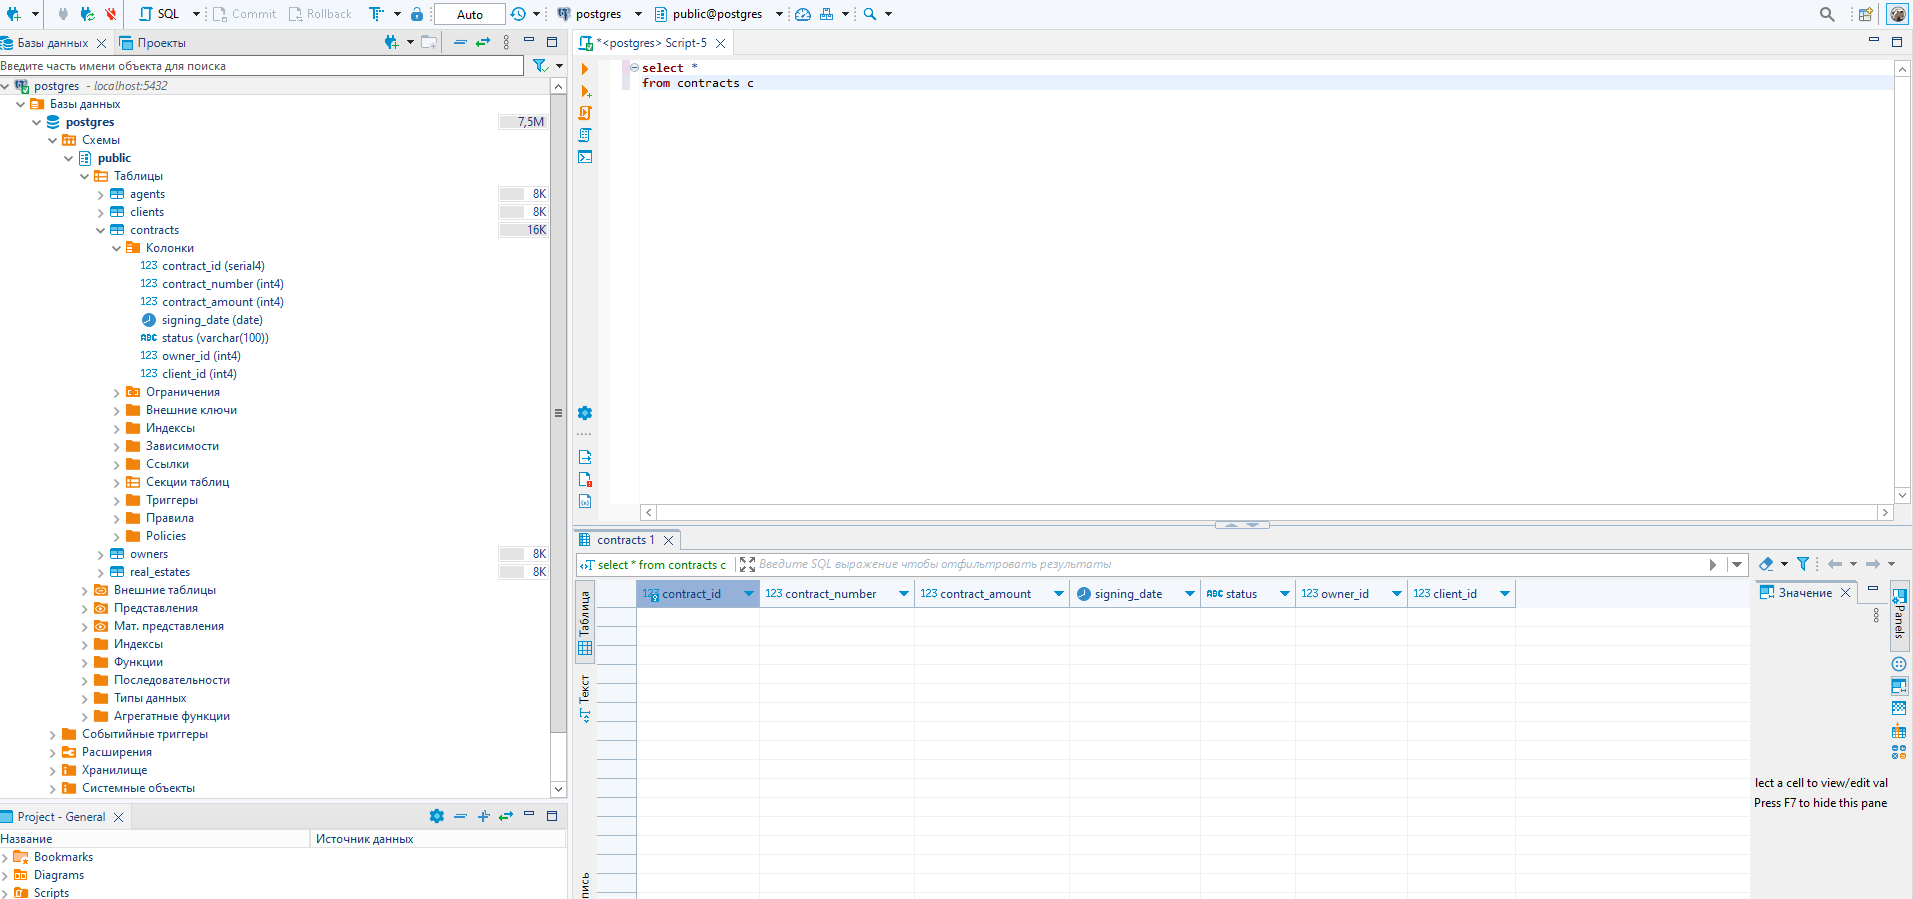 SQL Commit Rollback Auto postgres public@postgres
Базы данных Проекты
Введите часть имени объекта для поиска
postgres - localhost:5432
Базы данных
postgres 7,5M
Схемы
public
Таблицы
agents 8K
clients 8K
contracts 16K
Колонки
123 contract_id (serial4)
123 contract_number (int4)
123 contract_amount (int4)
signing_date (date)
ABC status (varchar(100))
123 owner_id (int4)
123 client_id (int4)
Ограничения
Внешние ключи
Индексы
Зависимости
Ссылки
Секции таблиц
Триггеры
Правила
Policies
owners 8K
real_estates 8K
Внешние таблицы
Представления
Мат. представления
Индексы
Функции
Последовательности
Типы данных
Агрегатные функции
Событийные триггеры
Расширения
Хранилище
Системные объекты
Project - General
Название Источник данных
Bookmarks
Diagrams
Scripts
*<postgres> Script-5
select *
from contracts c
contracts 1
select * from contracts c Введите SQL выражение чтобы отфильтровать результаты
Таблица
Текст
пись
123 contract_id 123 contract_number 123 contract_amount signing_date ABC status 123 owner_id 123 client_id
Значение
Panels
lect a cell to view/edit val
Press F7 to hide this pane